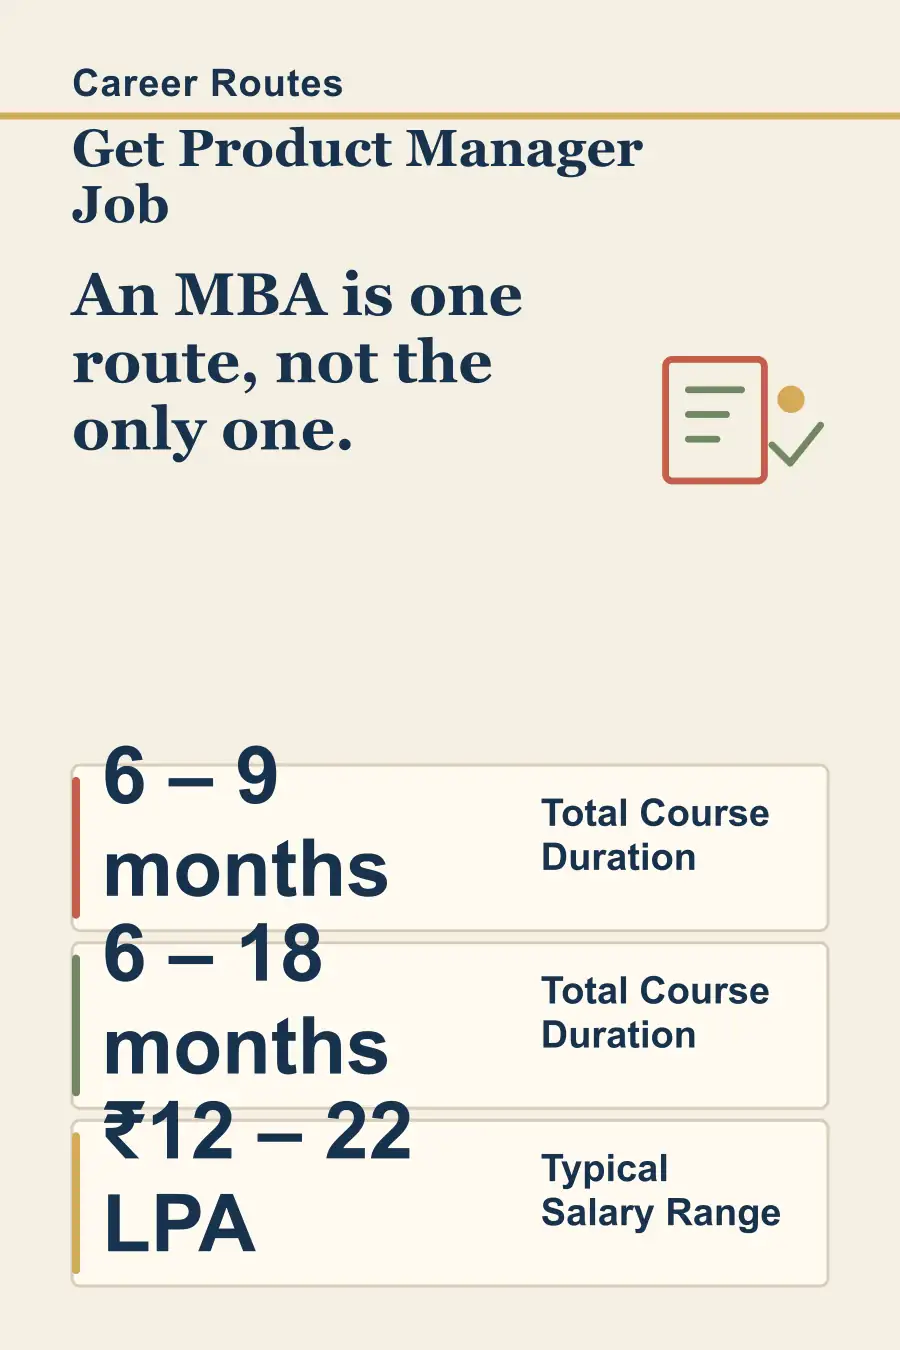 Career Routes
Get Product Manager
Job
An MBA is one
route, not the
only one.
6 – 9
months
Total Course
Duration
6 – 18
months
Total Course
Duration
₹12 – 22
LPA
Typical
Salary Range